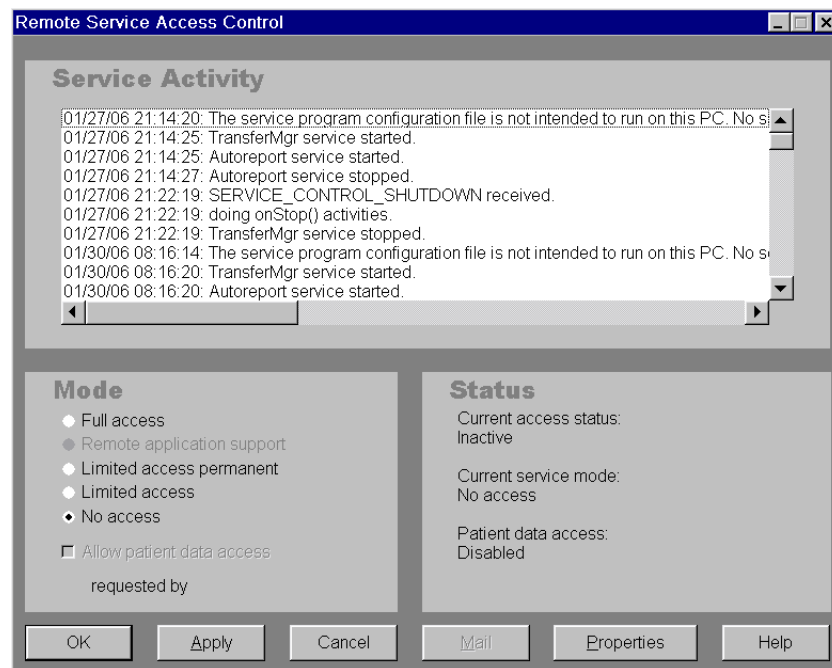 Remote Service Access Control
Service Activity
01/27/06 21:14:20: The service program configuration file is not intended to run on this PC. No s
01/27/06 21:14:25: TransferMgr service started.
01/27/06 21:14:25: Autoreport service started.
01/27/06 21:14:27: Autoreport service stopped.
01/27/06 21:22:19: SERVICE_CONTROL_SHUTDOWN received.
01/27/06 21:22:19: doing onStop() activities.
01/27/06 21:22:19: TransferMgr service stopped.
01/30/06 08:16:14: The service program configuration file is not intended to run on this PC. No se
01/30/06 08:16:20: TransferMgr service started.
01/30/06 08:16:20: Autoreport service started.
Mode
Full access
Remote application support
Limited access permanent
Limited access
No access
Allow patient data access
requested by
Status
Current access status:
Inactive
Current service mode:
No access
Patient data access:
Disabled
OK Apply Cancel Mail Properties Help